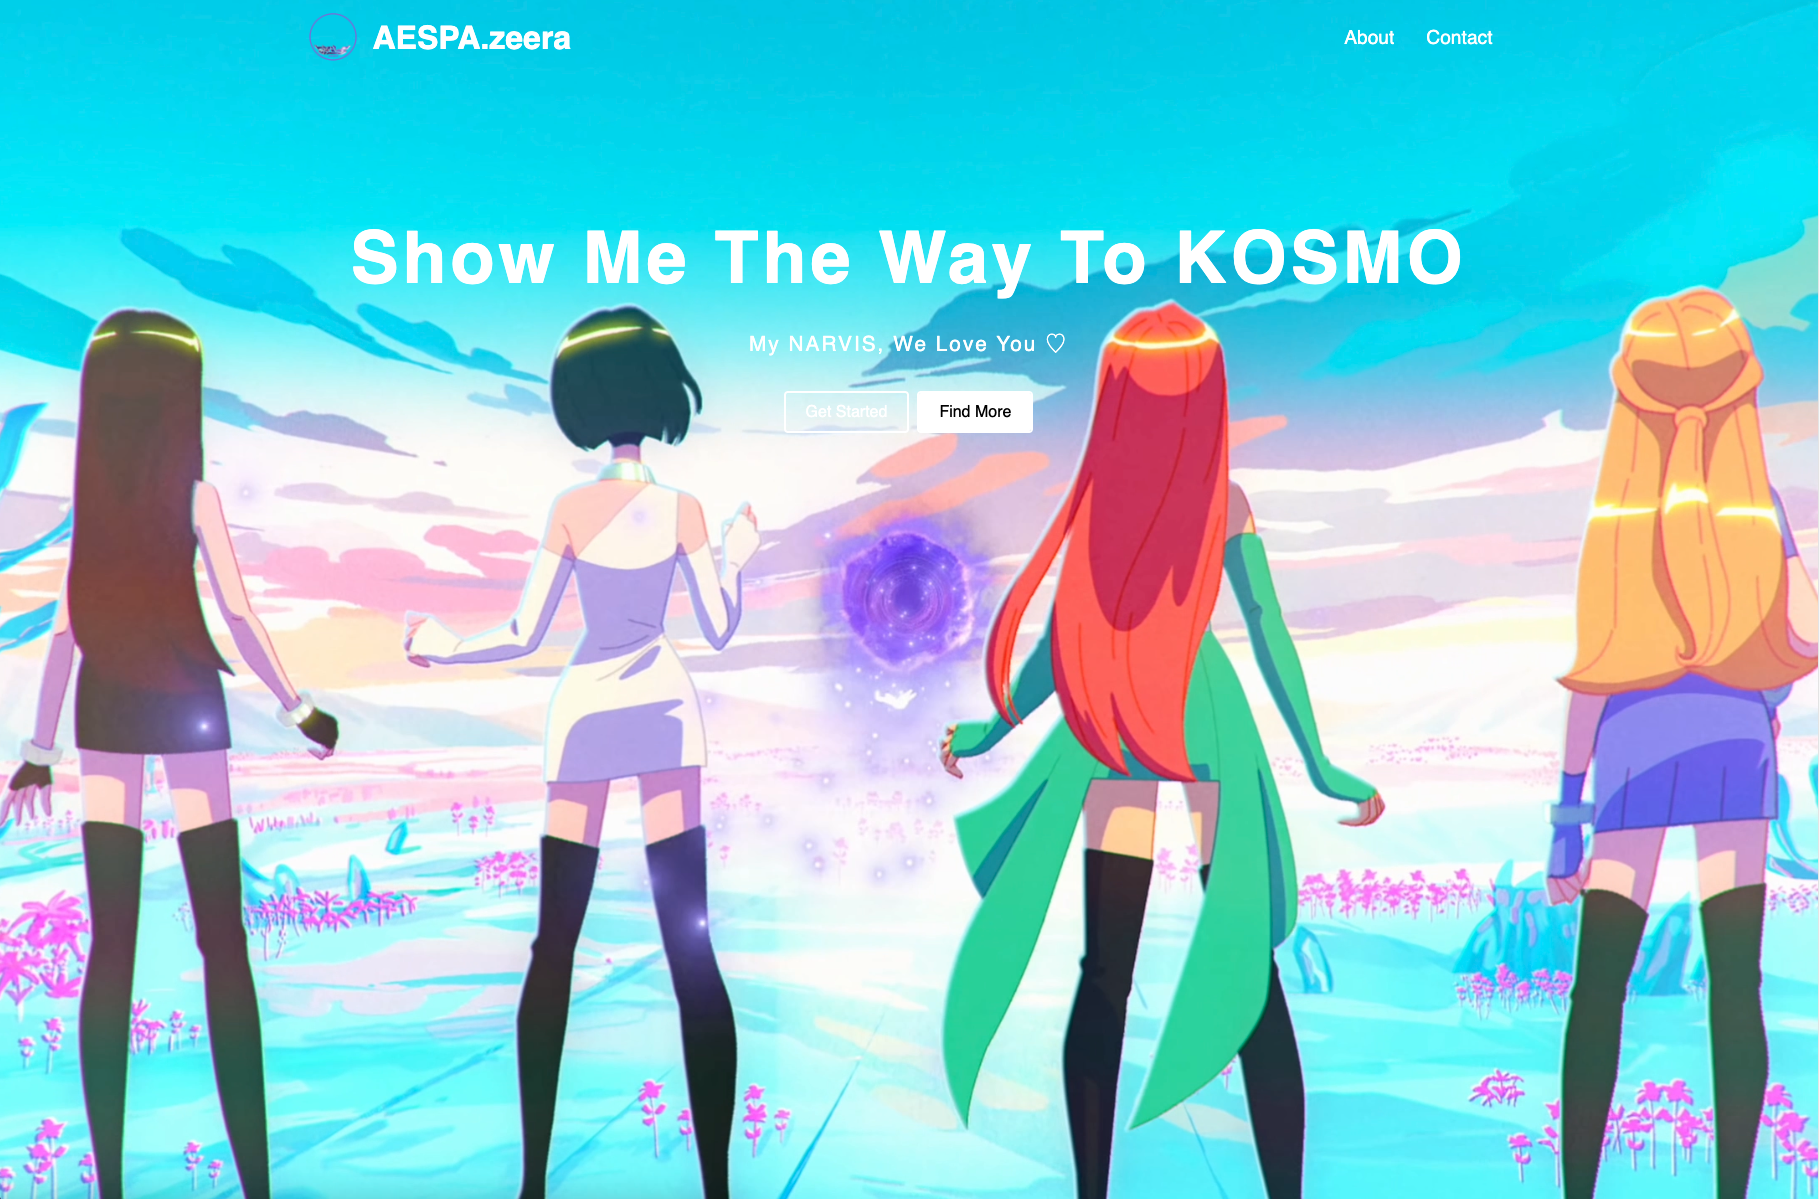 AESPA.zeera
About Contact
Show Me The Way To KOSMO
My NARVIS, We Love You ♡
Get Started Find More